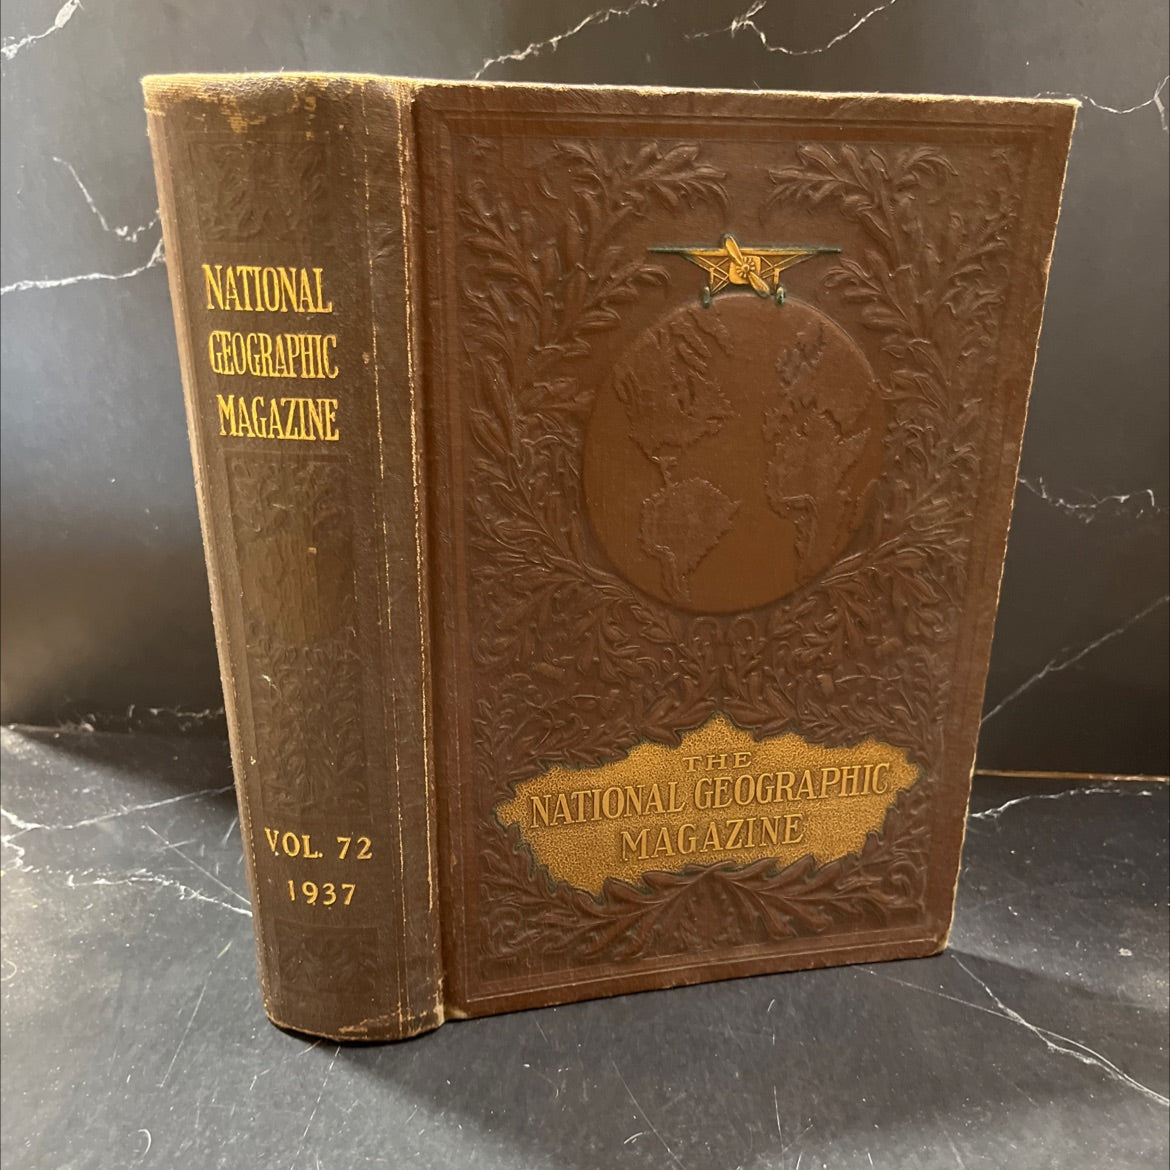 NATIONAL
GEOGRAPHIC
MAGAZINE
VOL. 72
1937
THE
NATIONAL GEOGRAPHIC
MAGAZINE